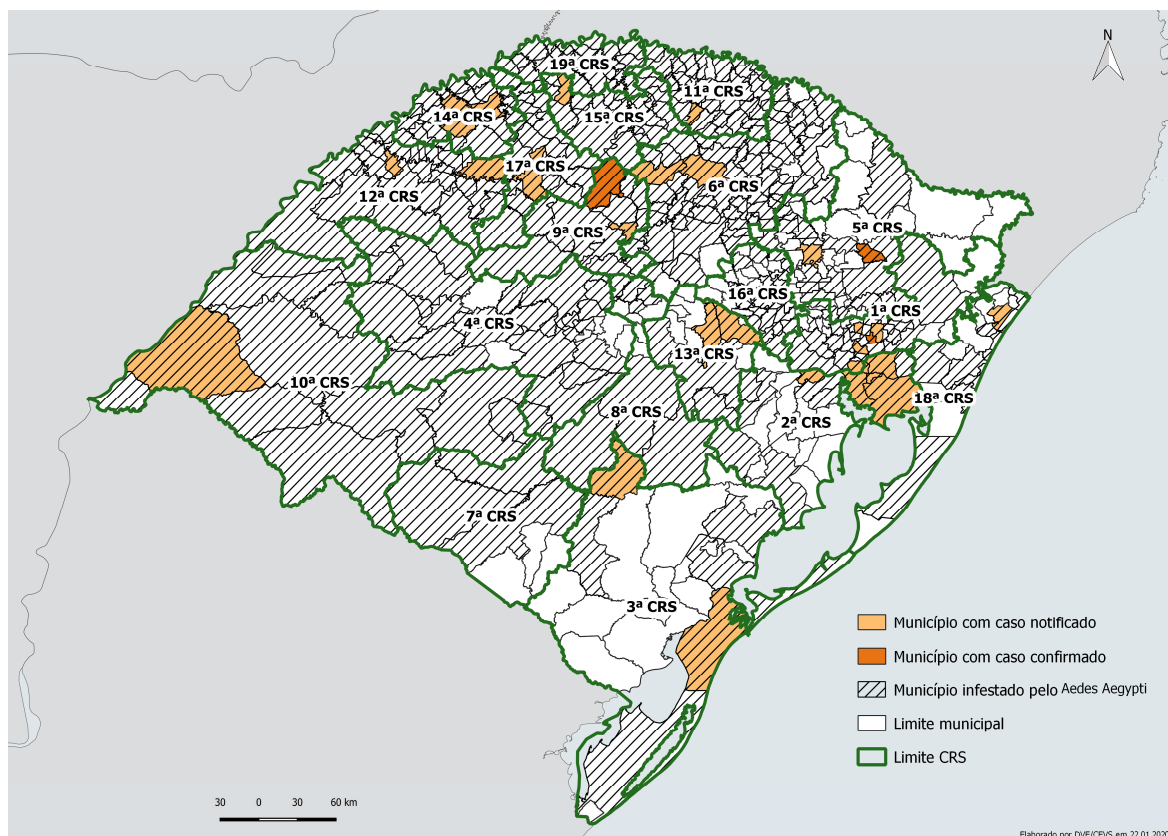 N
19ª CRS
11ª CRS
14ª CRS
15ª CRS
17ª CRS
6ª CRS
12ª CRS
9ª CRS
5ª CRS
16ª CRS
1ª CRS
4ª CRS
13ª CRS
10ª CRS
18ª CRS
8ª CRS
2ª CRS
7ª CRS
3ª CRS
Município com caso notificado
Município com caso confirmado
Município infestado pelo Aedes Aegypti
Limite municipal
Limite CRS
30 0 30 60 km
Elaborado por DVE/CEVS em 22.01.2020